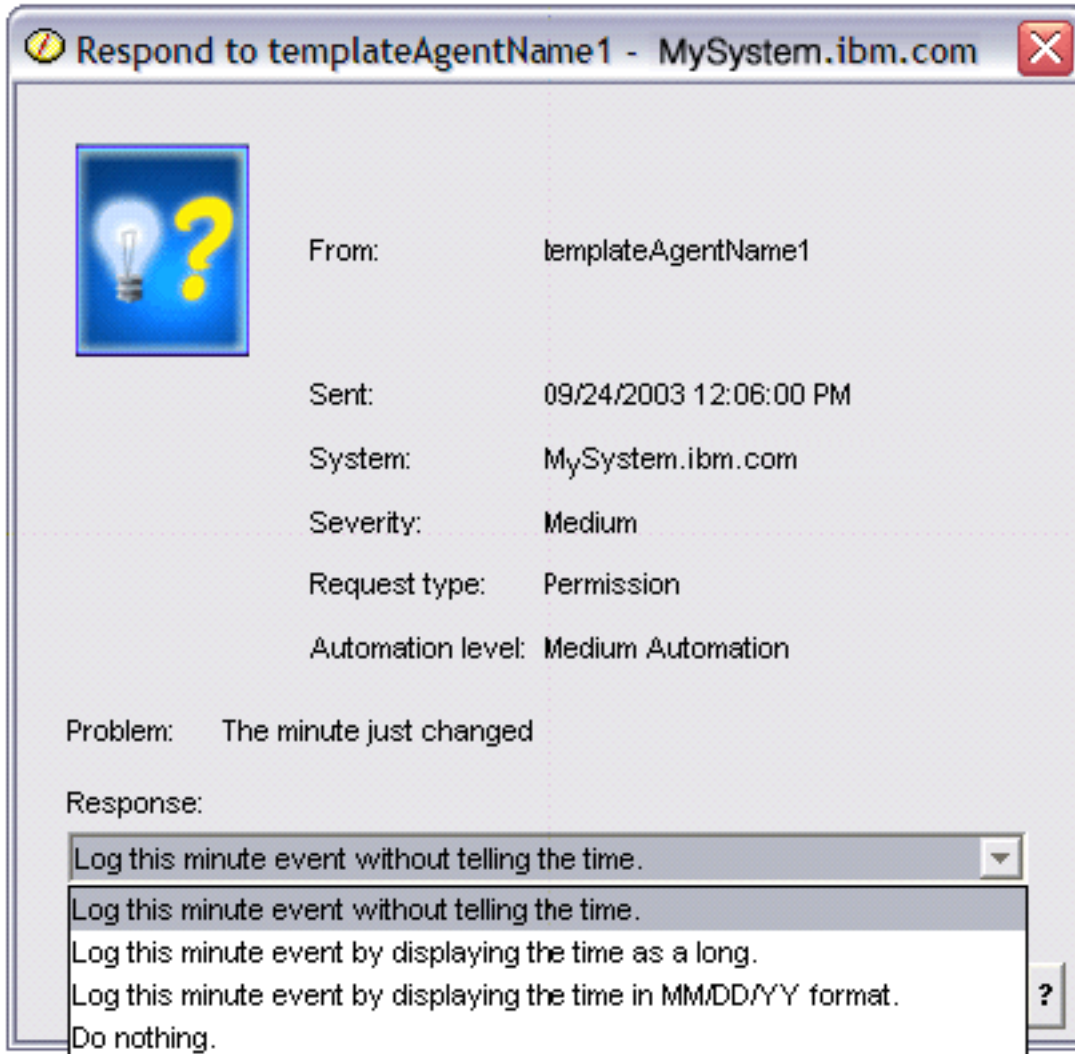 Respond to templateAgentName1 - MySystem.ibm.com
?
From: templateAgentName1
Sent: 09/24/2003 12:06:00 PM
System: MySystem.ibm.com
Severity: Medium
Request type: Permission
Automation level: Medium Automation
Problem: The minute just changed
Response:
Log this minute event without telling the time.
Log this minute event without telling the time.
Log this minute event by displaying the time as a long.
Log this minute event by displaying the time in MM/DD/YY format.
?
Do nothing.